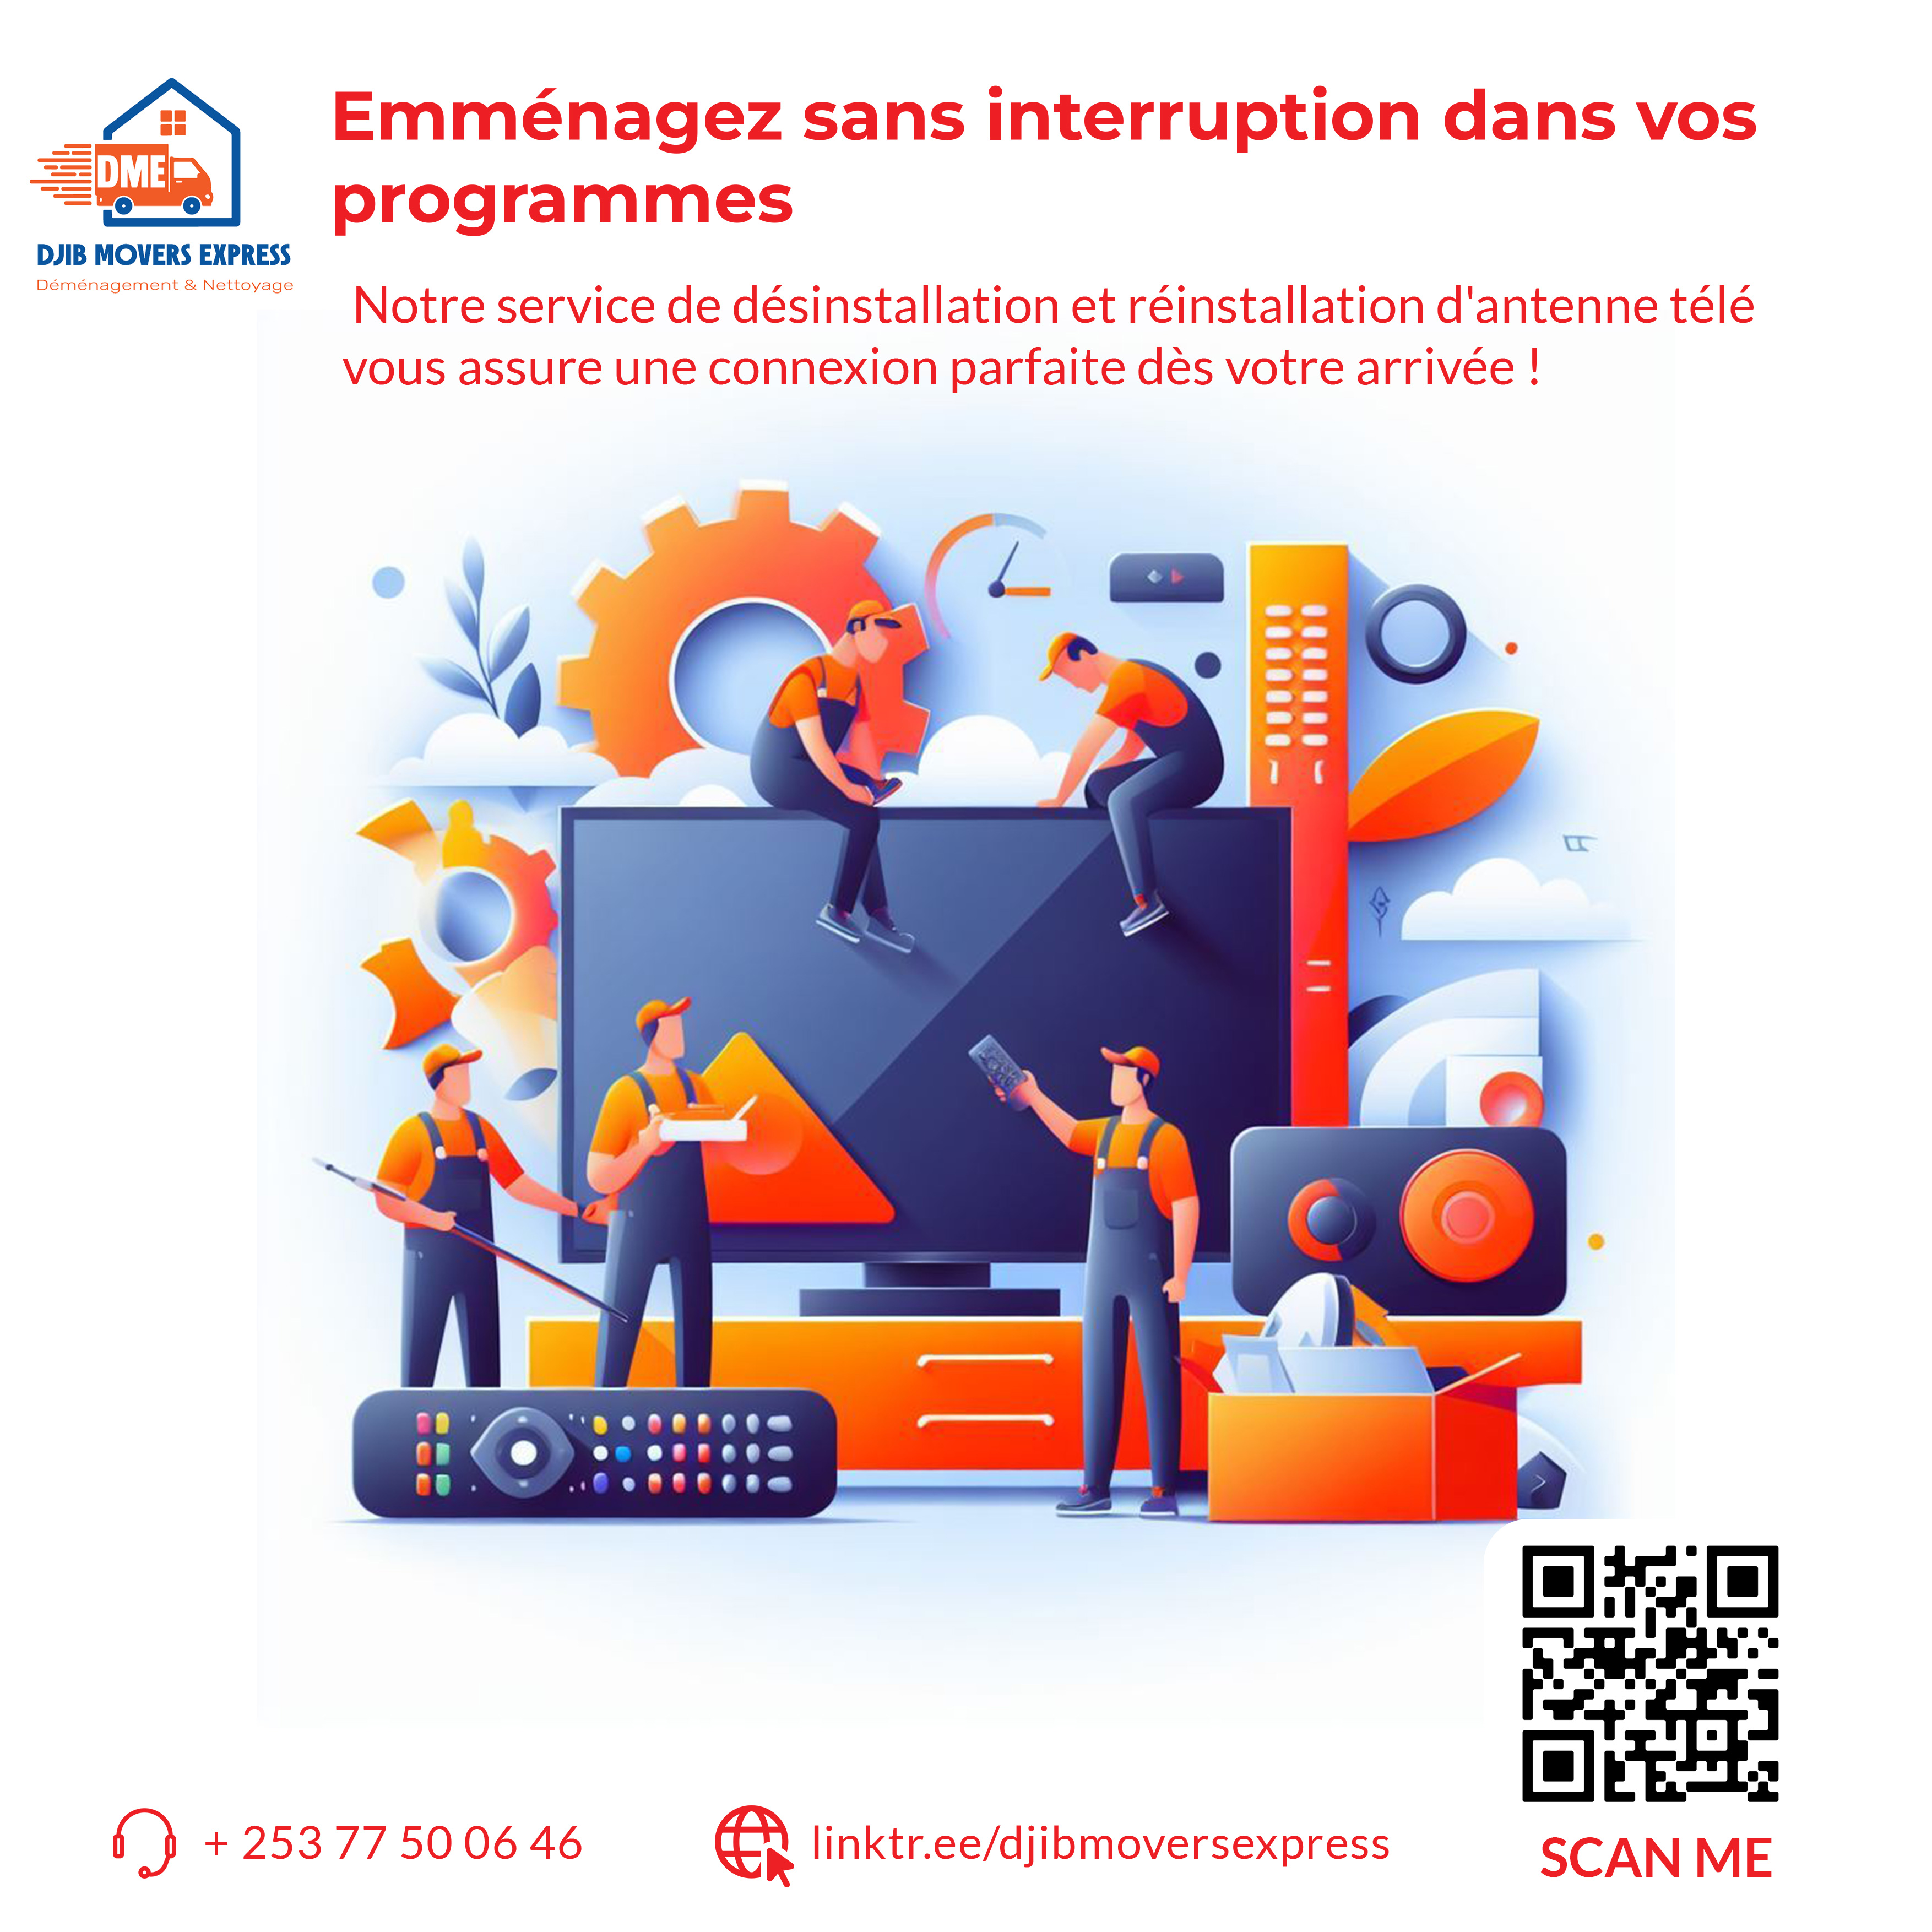 Emménagez sans interruption dans vos
programmes
DME
DJIB MOVERS EXPRESS
Déménagement & Nettoyage
Notre service de désinstallation et réinstallation d'antenne télé
vous assure une connexion parfaite dès votre arrivée !
+ 253 77 50 06 46
linktr.ee/djibmoversexpress
SCAN ME